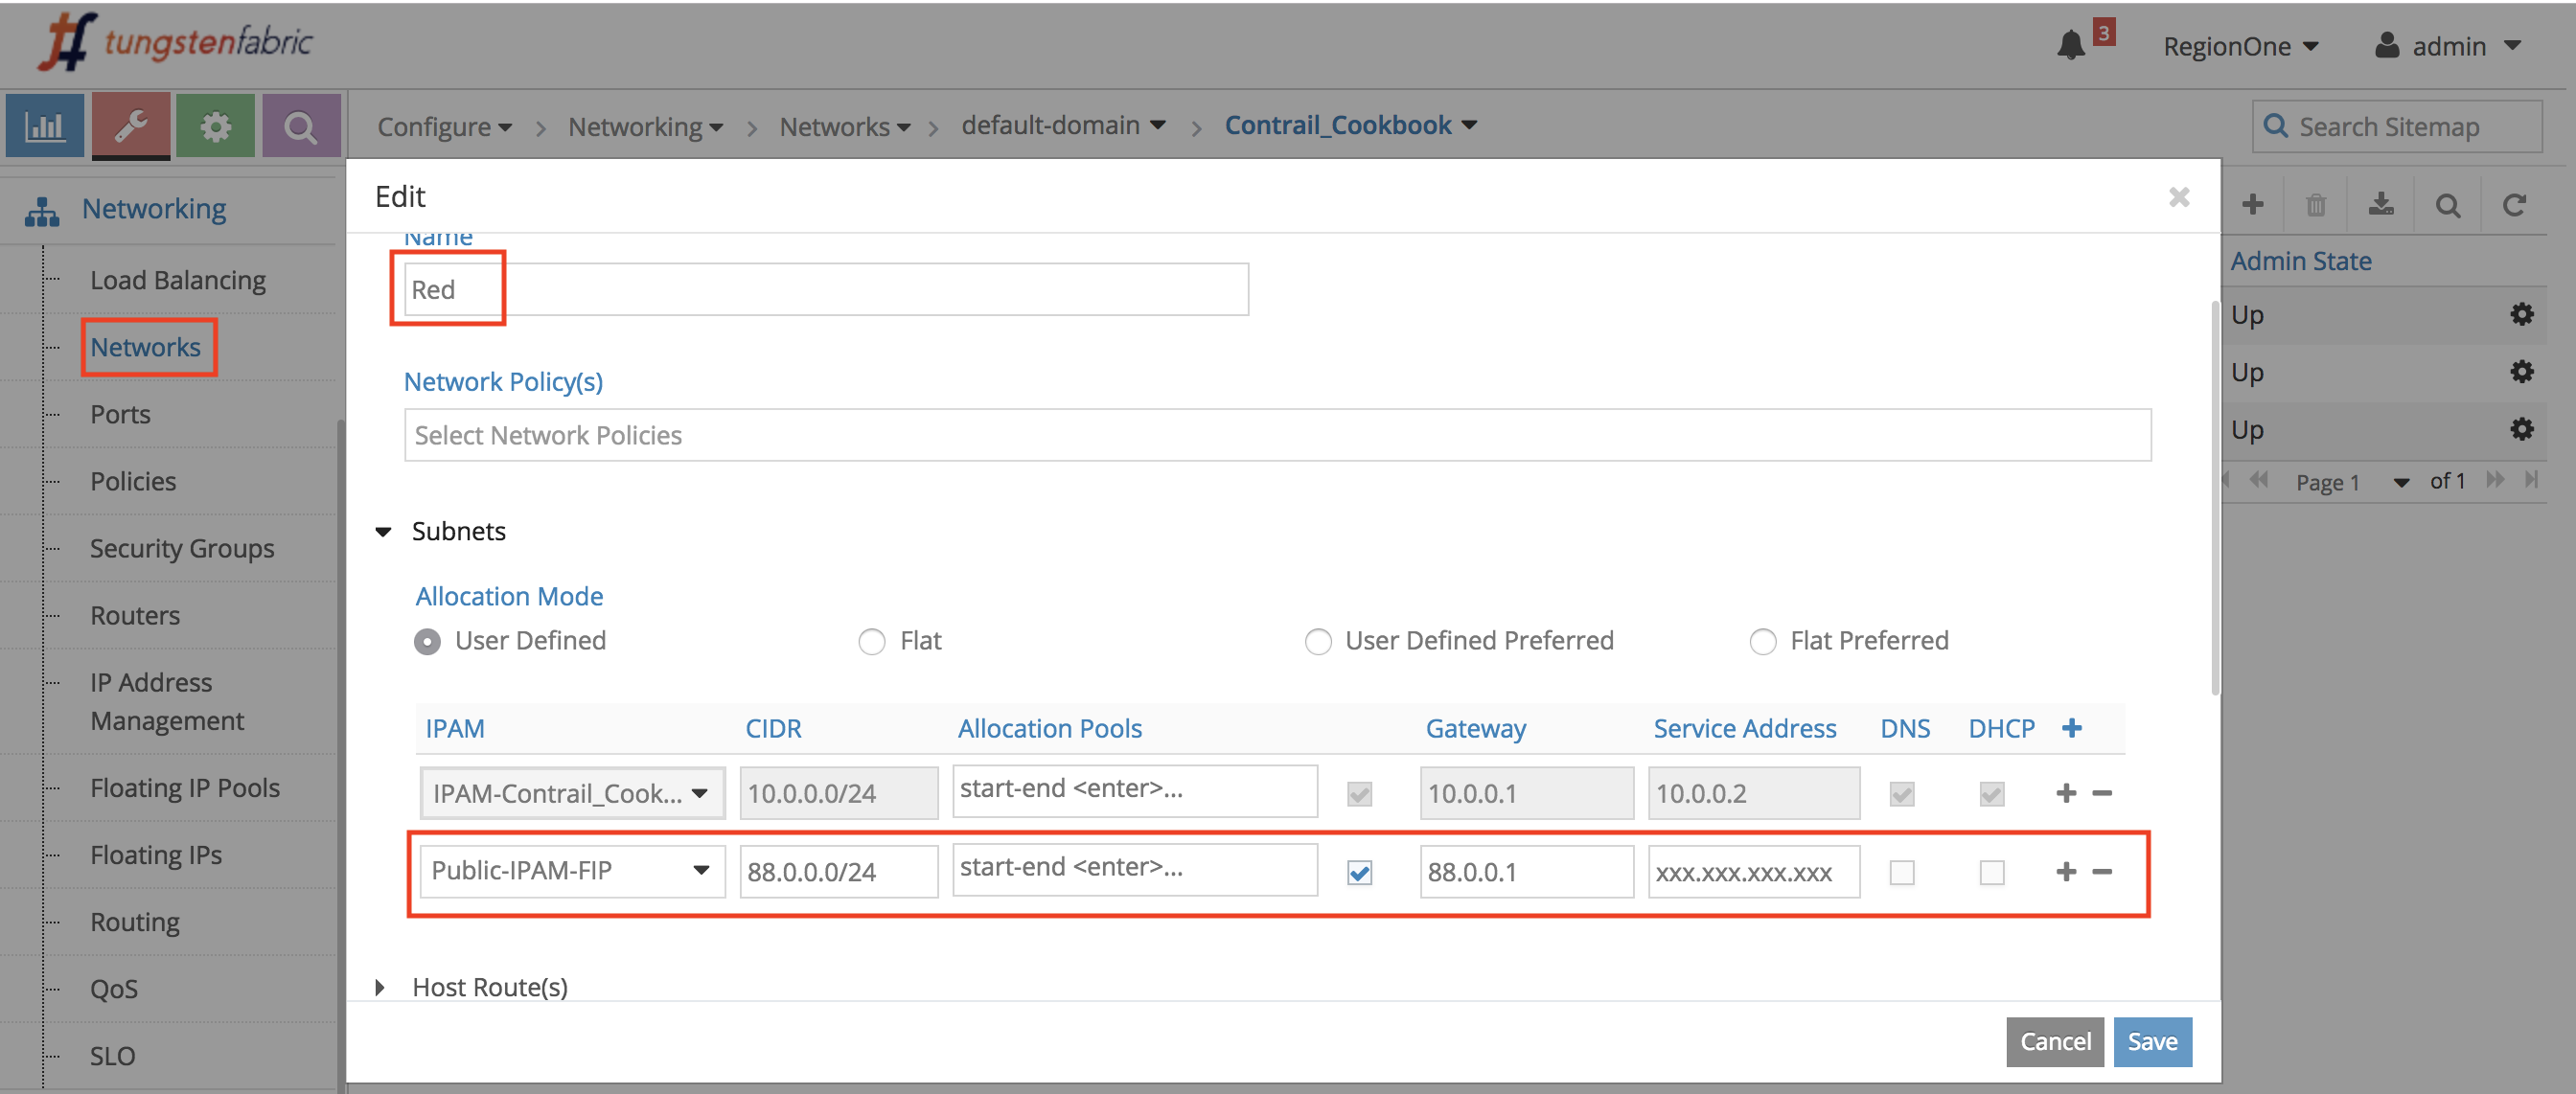 tungstenfabric
3
RegionOne
admin
Configure > Networking > Networks > default-domain > Contrail_Cookbook
Search Sitemap
Networking
Load Balancing
Networks
Ports
Policies
Security Groups
Routers
IP Address
Management
Floating IP Pools
Floating IPs
Routing
QoS
SLO
Edit
Name
Red
Network Policy(s)
Select Network Policies
Subnets
Allocation Mode
User Defined Flat User Defined Preferred Flat Preferred
IPAM CIDR Allocation Pools Gateway Service Address DNS DHCP +
IPAM-Contrail_Cook... 10.0.0.0/24 start-end <enter>... 10.0.0.1 10.0.0.2 + −
Public-IPAM-FIP 88.0.0.0/24 start-end <enter>... 88.0.0.1 xxx.xxx.xxx.xxx + −
Host Route(s)
Cancel Save
Admin State
Up
Up
Up
Page 1 of 1